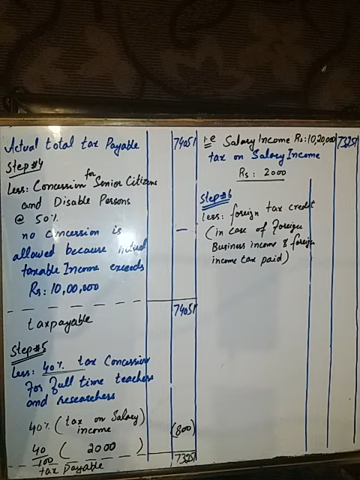 Actual total tax Payable 74051
Step #4
Less: Concession for Senior Citizens
and Disable Persons
@ 50%
no concession is —
allowed because
taxable Income exceeds
Rs: 10,00,000
taxpayable 74051
Step #5
Less: 40% tax Concession
For full time teachers
and researchers
40% (tax on Salary income (800)
40/100 ( 2000 )
tax payable 73251
i.e Salary Income Rs: 10,20,000 73251
tax on Salary Income
Rs: 2000
Step #6
Less: foreign tax credit
(in case of Foreign
Business income & foreign
income tax paid)